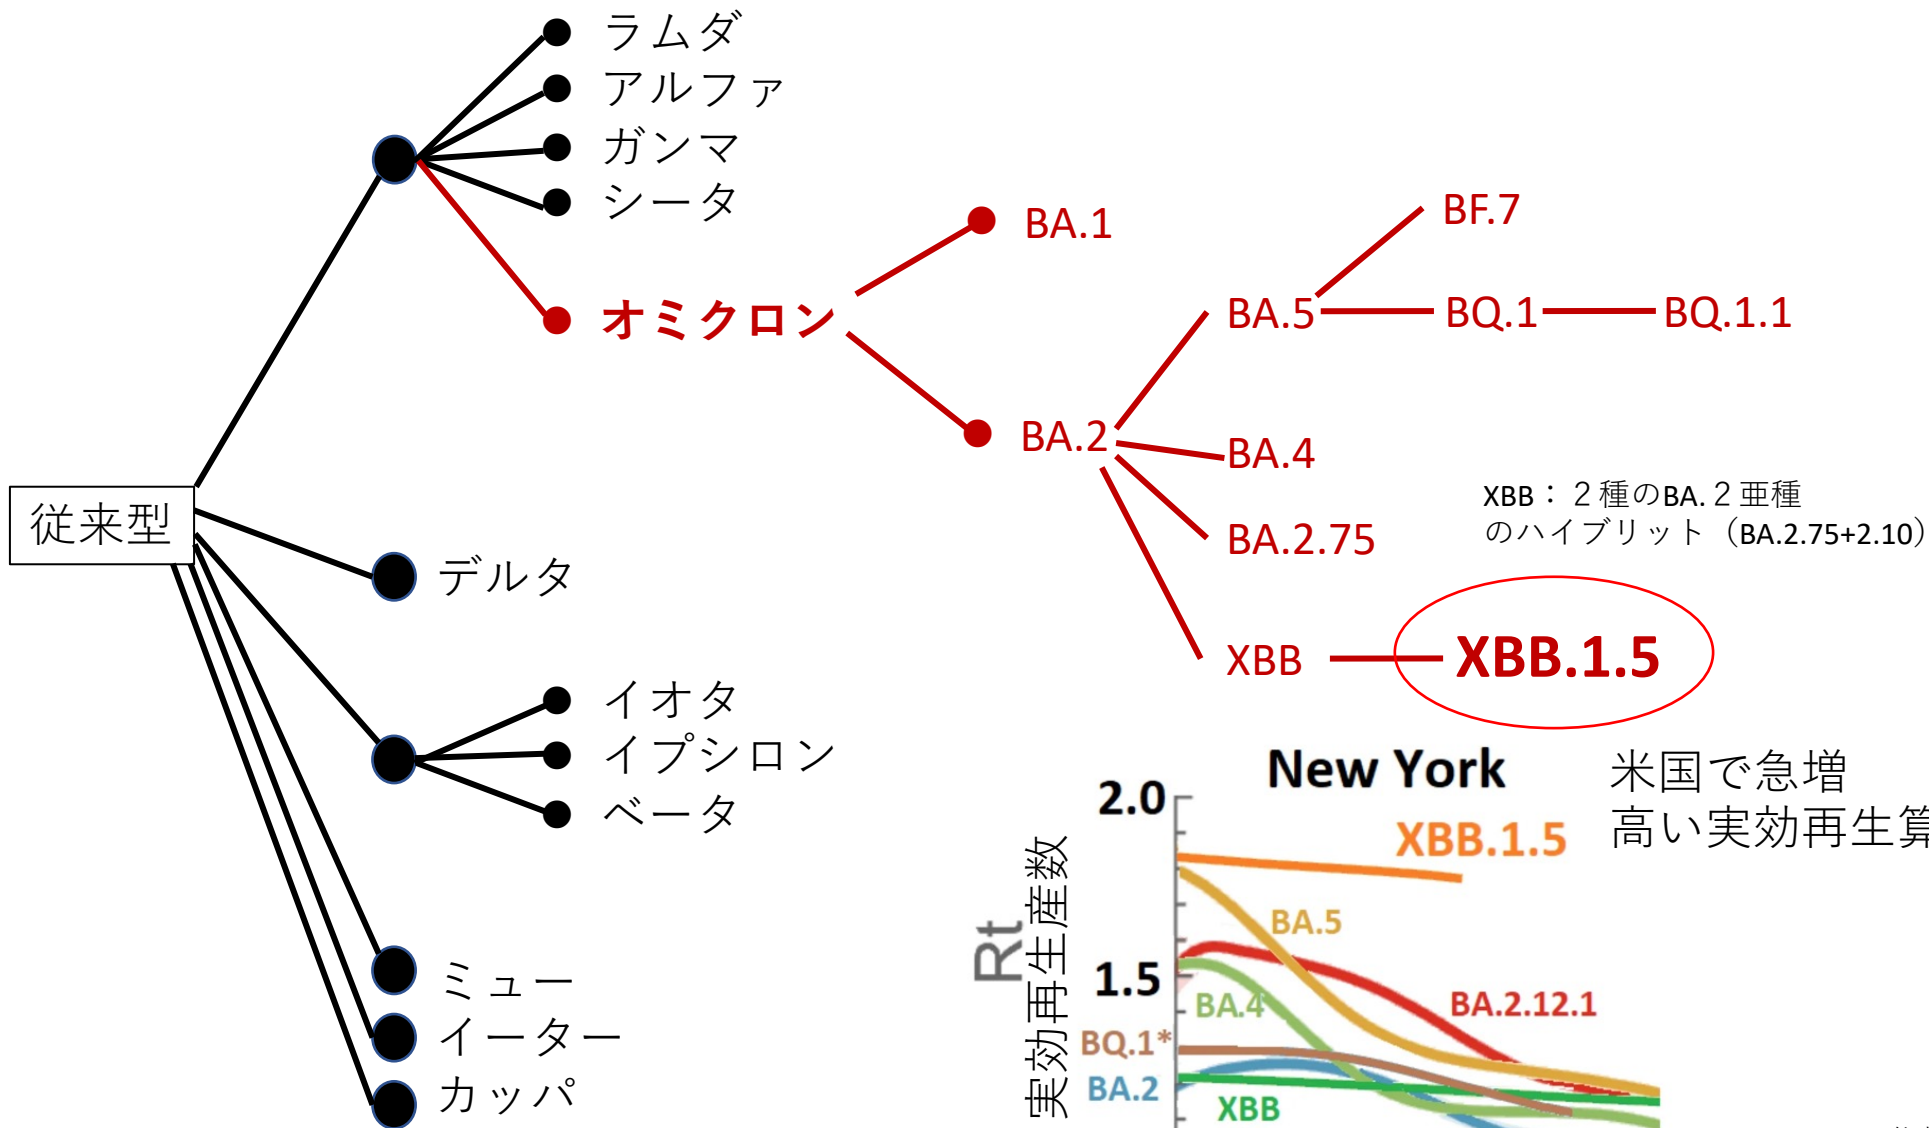 ラムダ
アルファ
ガンマ
シータ
オミクロン
BA.1
BA.2
BF.7
BA.5
BQ.1
BQ.1.1
BA.4
BA.2.75
XBB
XBB.1.5
XBB：２種のBA.２亜種
のハイブリット（BA.2.75+2.10）
従来型
デルタ
イオタ
イプシロン
ベータ
ミュー
イーター
カッパ
New York
米国で急増
高い実効再生算
2.0
1.5
Rt
実効再生産数
XBB.1.5
BA.5
BA.2.12.1
BA.4
BQ.1*
BA.2
XBB